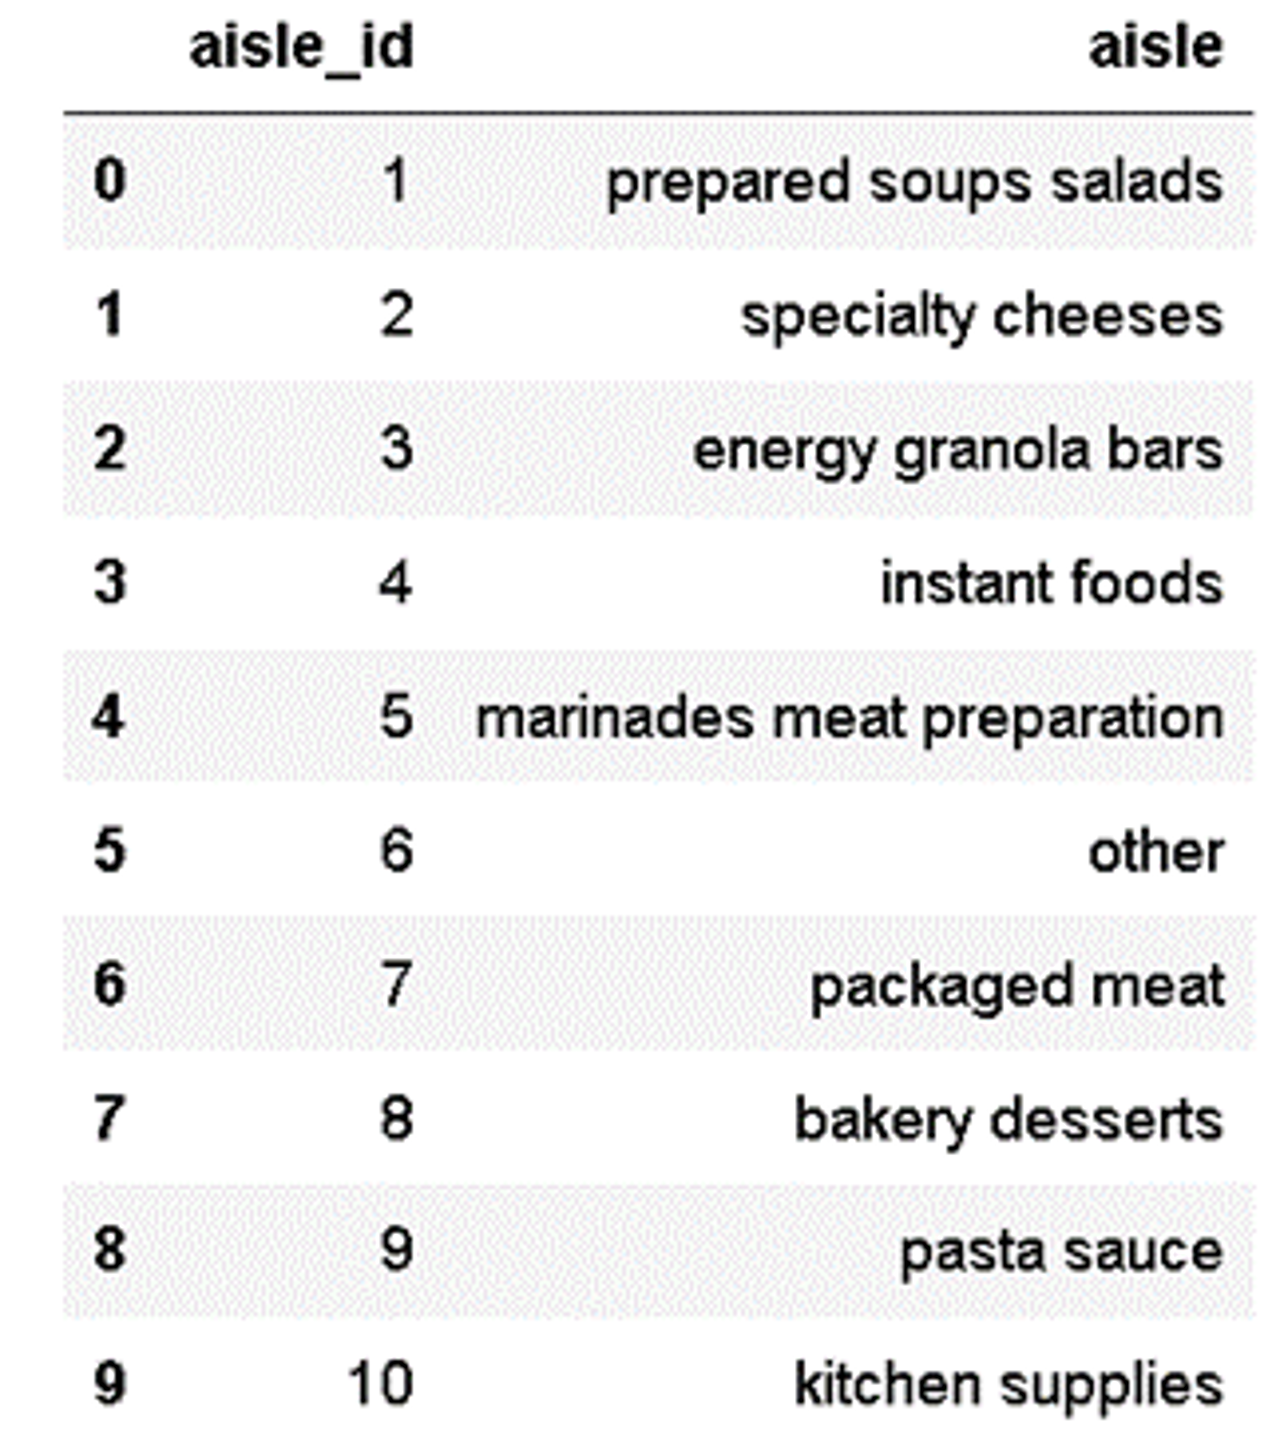 aisle_id aisle
0 1 prepared soups salads
1 2 specialty cheeses
2 3 energy granola bars
3 4 instant foods
4 5 marinades meat preparation
5 6 other
6 7 packaged meat
7 8 bakery desserts
8 9 pasta sauce
9 10 kitchen supplies